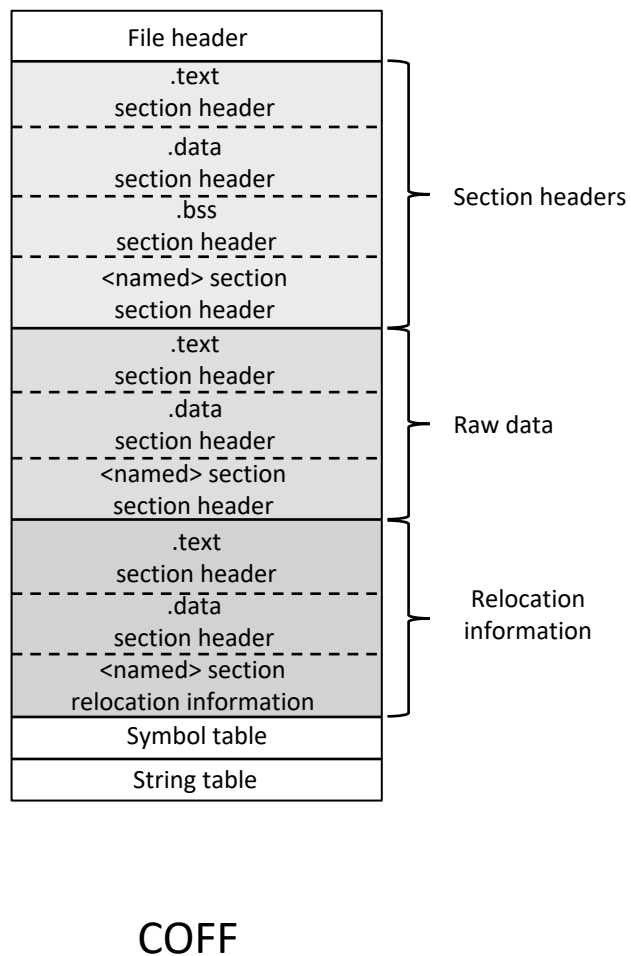 File header
.text
section header
.data
section header
.bss
section header
<named> section
section header
Section headers
.text
section header
.data
section header
<named> section
section header
Raw data
.text
section header
.data
section header
<named> section
relocation information
Relocation
information
Symbol table
String table
COFF